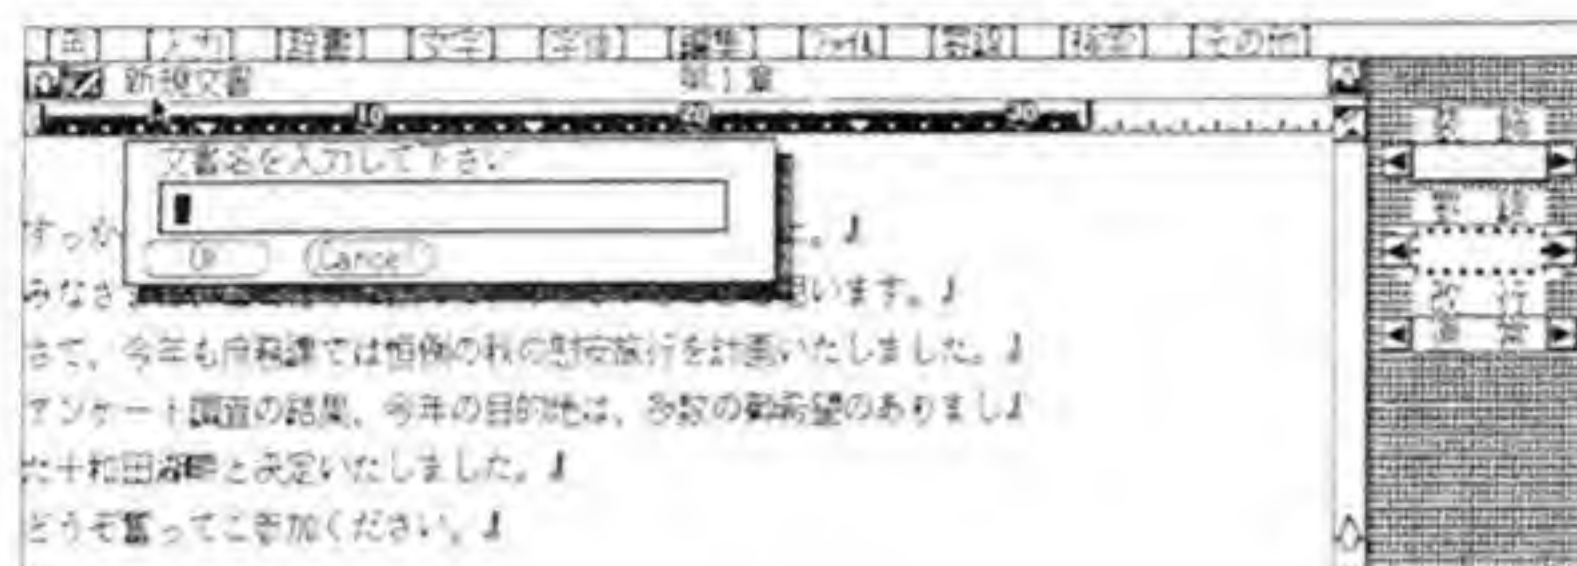 [入力] [辞書] [文字] [字体] [編集] [ファイル] [罫線] [検索] [その他]
新規文書 第1章
10 20 30
文書名を入力して下さい
OK Cancel
すっか た。
みなさ 思います。
さて、今年も庶務課では恒例の秋の慰安旅行を計画いたしました。
アンケート調査の結果、今年の目的地は、多数の御希望のありまし
た十和田湖畔と決定いたしました。
どうぞ奮ってご参加ください。
改行